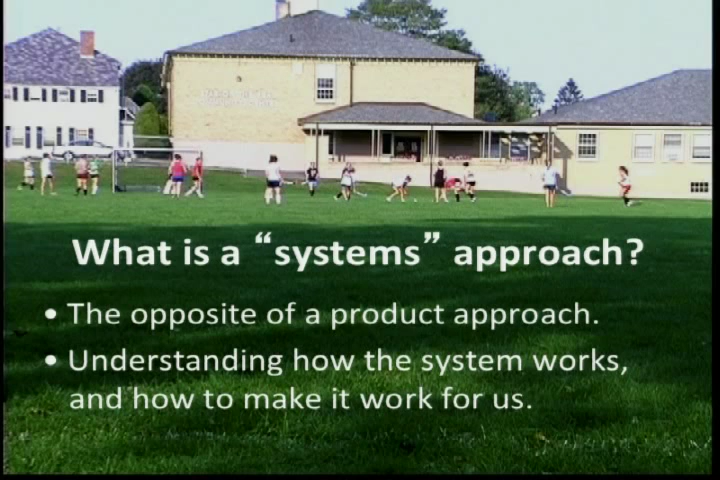 What is a “systems” approach?
• The opposite of a product approach.
• Understanding how the system works,
and how to make it work for us.